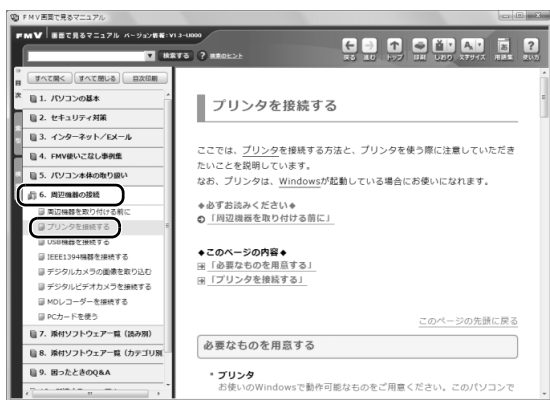 FMV画面で見るマニュアル
FMV 画面で見るマニュアル バージョン情報:V1.3-U000
検索する ? 検索のヒント
戻る 進む トップ 印刷 しおり 文字サイズ 用語集 使い方
目次
すべて開く すべて閉じる 目次印刷
1. パソコンの基本
2. セキュリティ対策
3. インターネット／Eメール
4. FMV使いこなし事例集
5. パソコン本体の取り扱い
6. 周辺機器の接続
周辺機器を取り付ける前に
プリンタを接続する
USB機器を接続する
IEEE1394機器を接続する
デジタルカメラの画像を取り込む
デジタルビデオカメラを接続する
MDレコーダーを接続する
PCカードを使う
7. 添付ソフトウェア一覧（読み別）
8. 添付ソフトウェア一覧（カテゴリ別
9. 困ったときのQ&A
プリンタを接続する
ここでは、プリンタを接続する方法と、プリンタを使う際に注意していただき
たいことを説明しています。
なお、プリンタは、Windowsが起動している場合にお使いになれます。
◆必ずお読みください◆
「周辺機器を取り付ける前に」
◆このページの内容◆
「必要なものを用意する」
「プリンタを接続する」
このページの先頭に戻る
必要なものを用意する
・プリンタ
お使いのWindowsで動作可能なものをご用意ください。このパソコンで